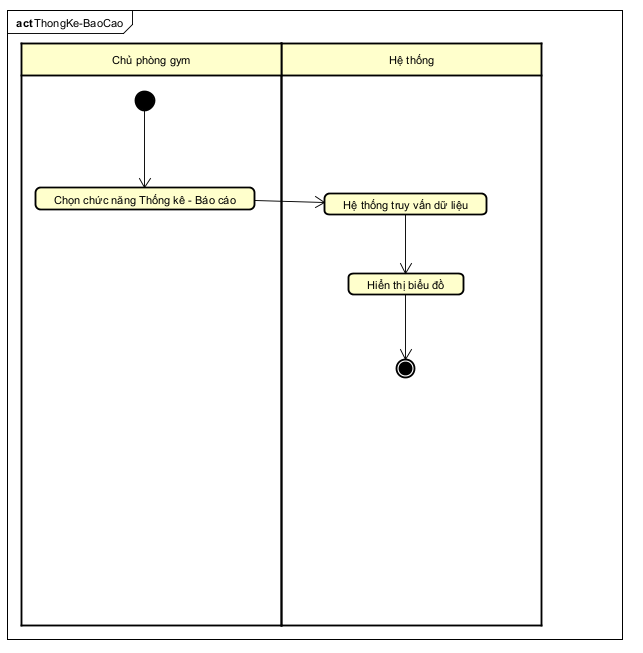 act ThongKe-BaoCao
Chủ phòng gym
Hệ thống
Chọn chức năng Thống kê - Báo cáo
Hệ thống truy vấn dữ liệu
Hiển thị biểu đồ